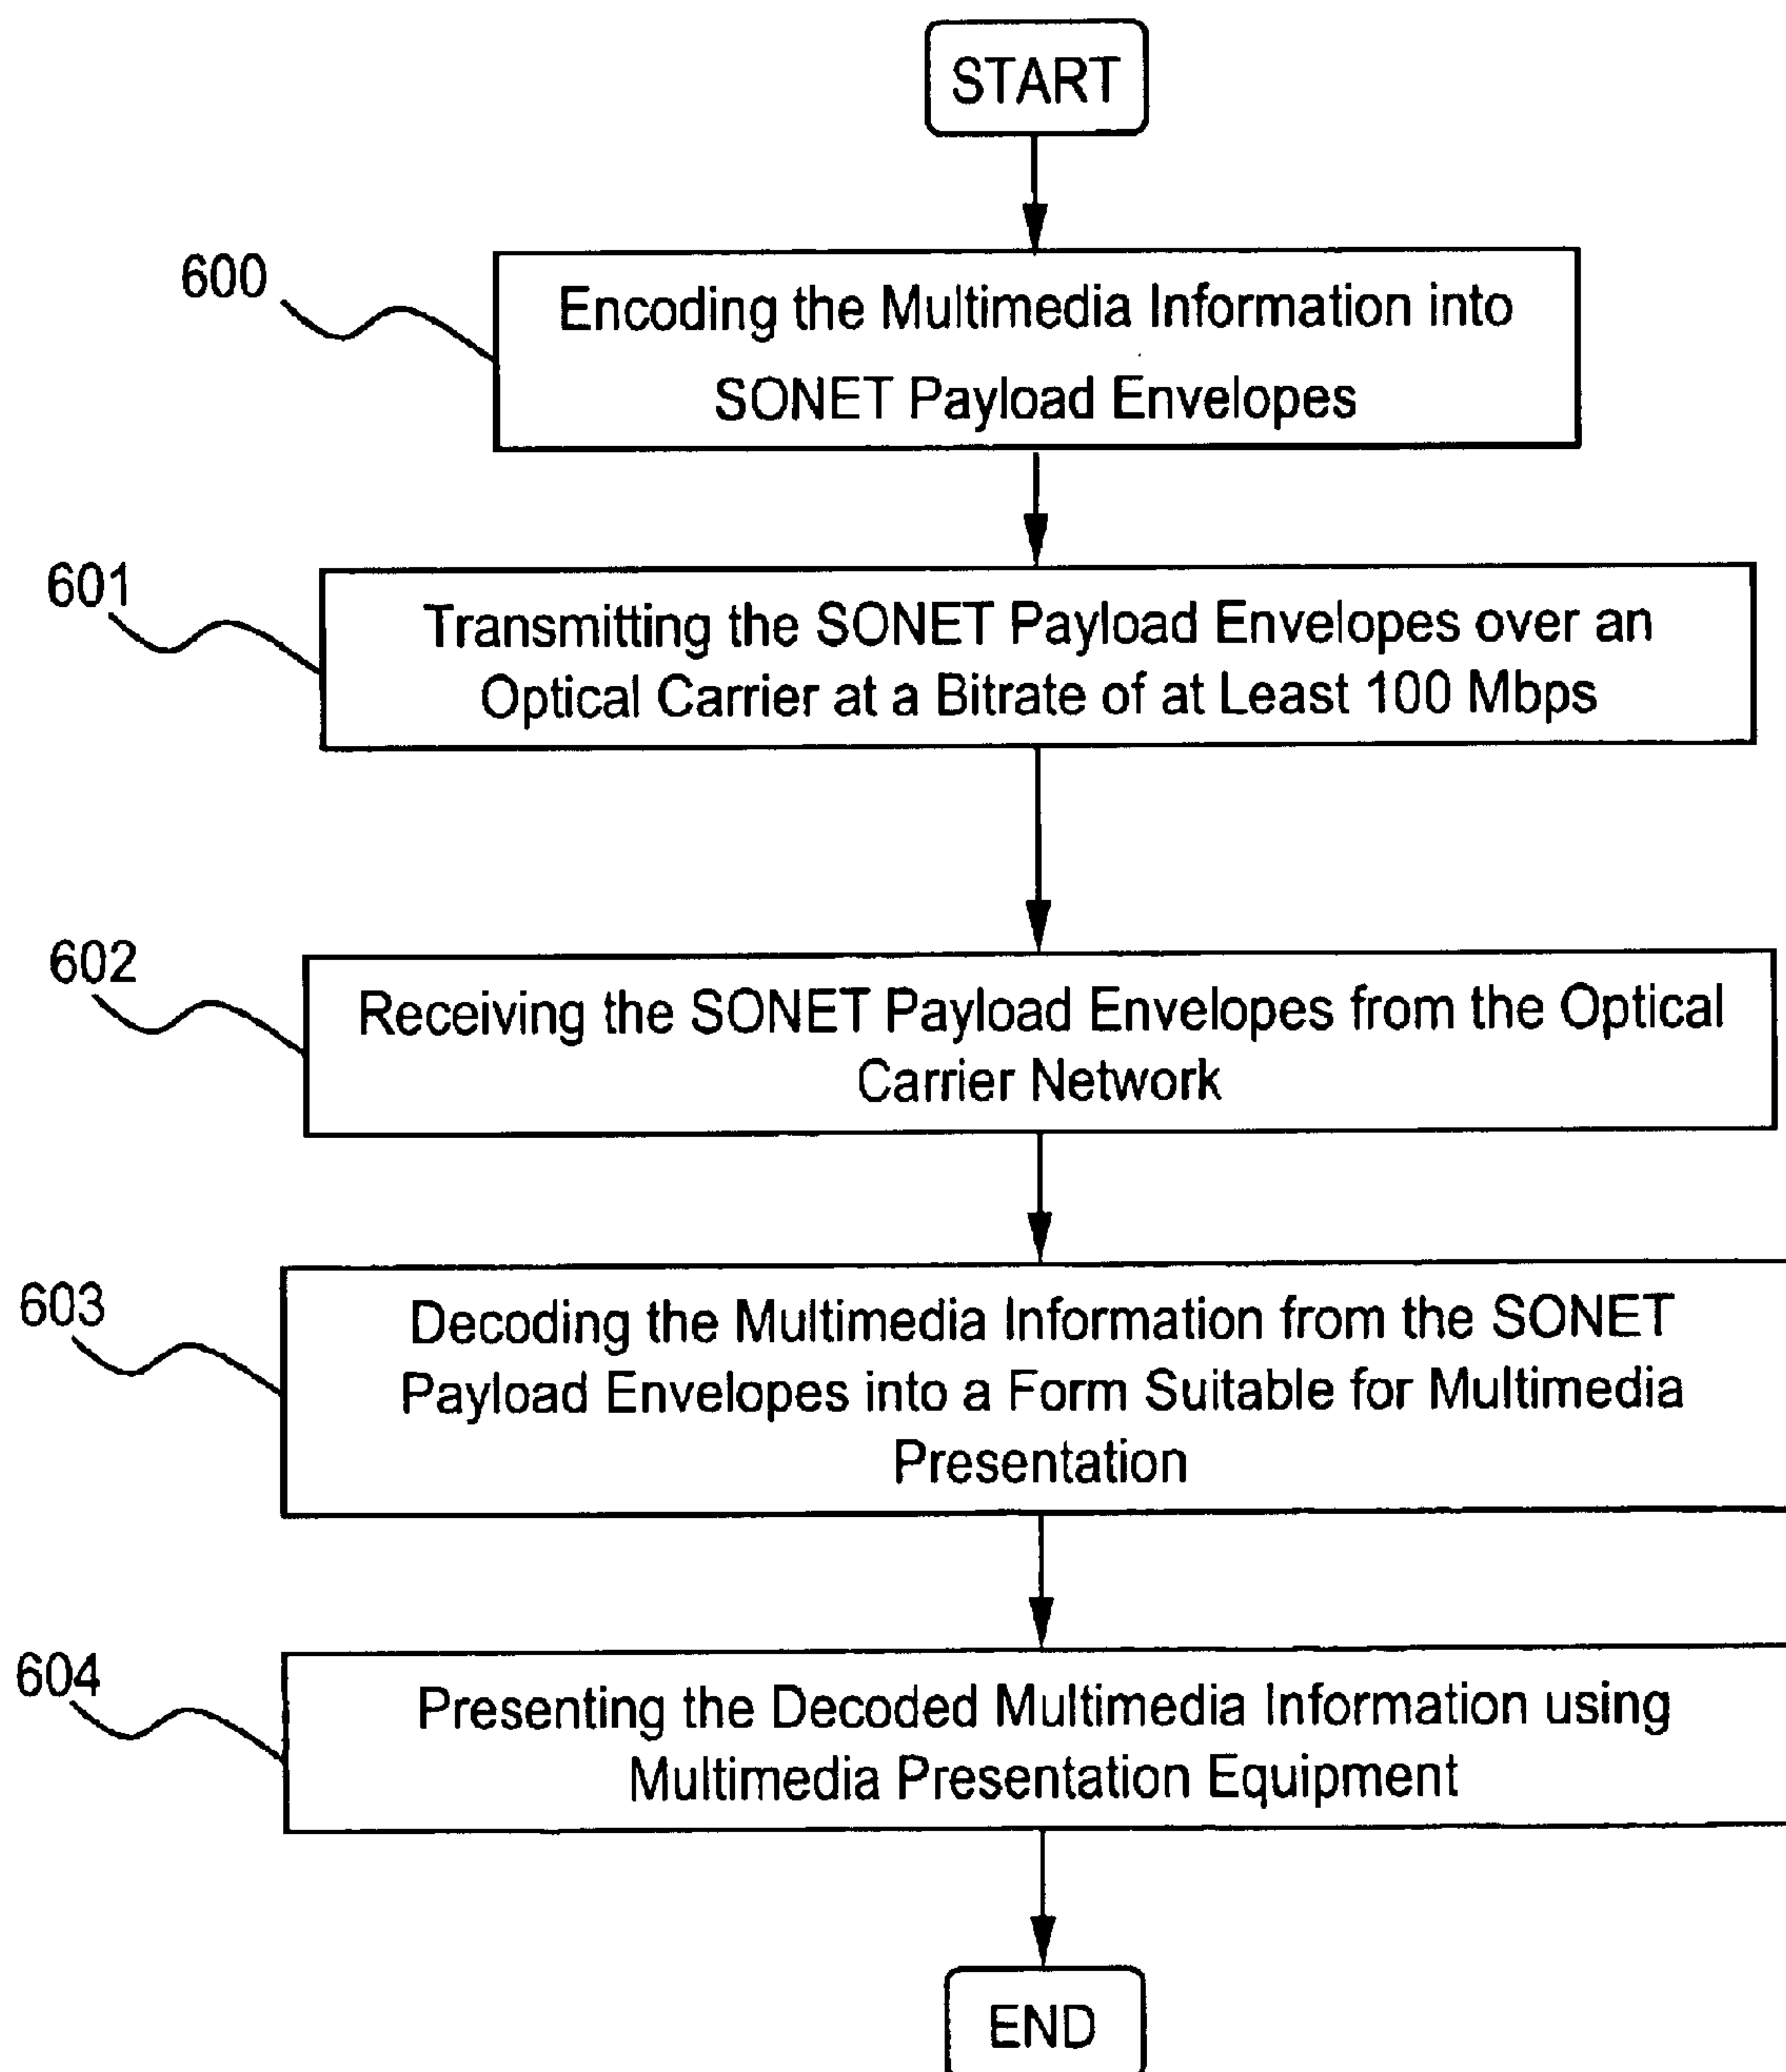 START
600
Encoding the Multimedia Information into
SONET Payload Envelopes
601
Transmitting the SONET Payload Envelopes over an
Optical Carrier at a Bitrate of at Least 100 Mbps
602
Receiving the SONET Payload Envelopes from the Optical
Carrier Network
603
Decoding the Multimedia Information from the SONET
Payload Envelopes into a Form Suitable for Multimedia
Presentation
604
Presenting the Decoded Multimedia Information using
Multimedia Presentation Equipment
END